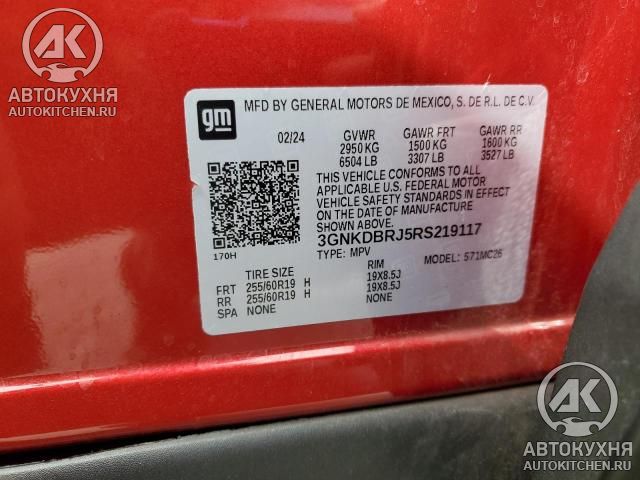 АК
АВТОКУХНЯ
AUTOKITCHEN.RU
gm
MFD BY GENERAL MOTORS DE MEXICO, S. DE R.L. DE C.V.
02/24 GVWR GAWR FRT GAWR RR
2950 KG 1500 KG 1600 KG
6504 LB 3307 LB 3527 LB
THIS VEHICLE CONFORMS TO ALL
APPLICABLE U.S. FEDERAL MOTOR
VEHICLE SAFETY STANDARDS IN EFFECT
ON THE DATE OF MANUFACTURE
SHOWN ABOVE.
3GNKDBRJ5RS219117
170H TYPE: MPV MODEL: 571MC26
TIRE SIZE RIM
FRT 255/60R19 H 19X8.5J
RR 255/60R19 H 19X8.5J
SPA NONE NONE
АК
АВТОКУХНЯ
AUTOKITCHEN.RU